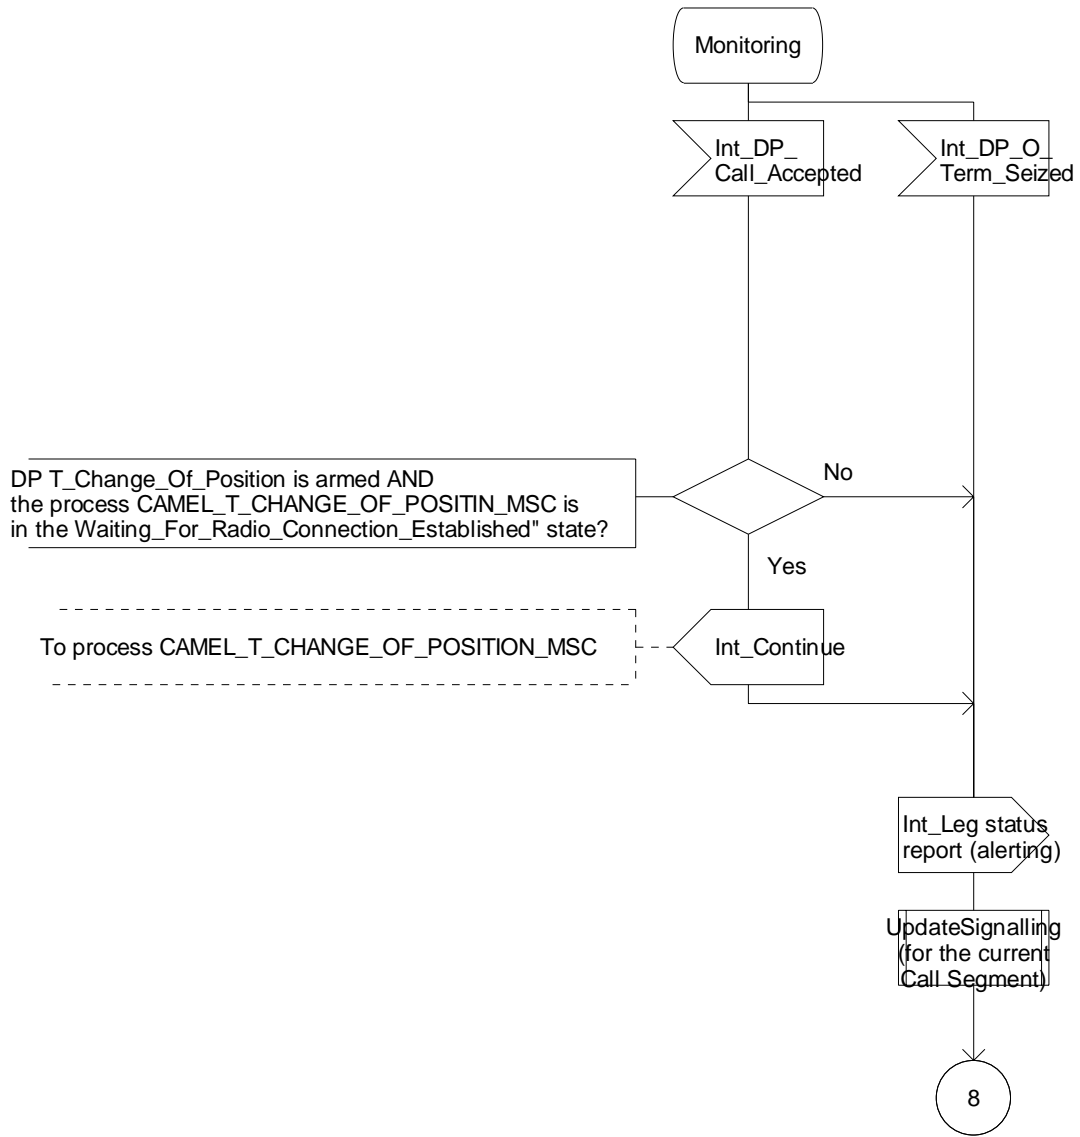 Monitoring
Int_DP_
Call_Accepted
Int_DP_O_
Term_Seized
DP T_Change_Of_Position is armed AND
the process CAMEL_T_CHANGE_OF_POSITIN_MSC is
in the Waiting_For_Radio_Connection_Established" state?
No
Yes
To process CAMEL_T_CHANGE_OF_POSITION_MSC
Int_Continue
Int_Leg status
report (alerting)
UpdateSignalling
(for the current
Call Segment)
8